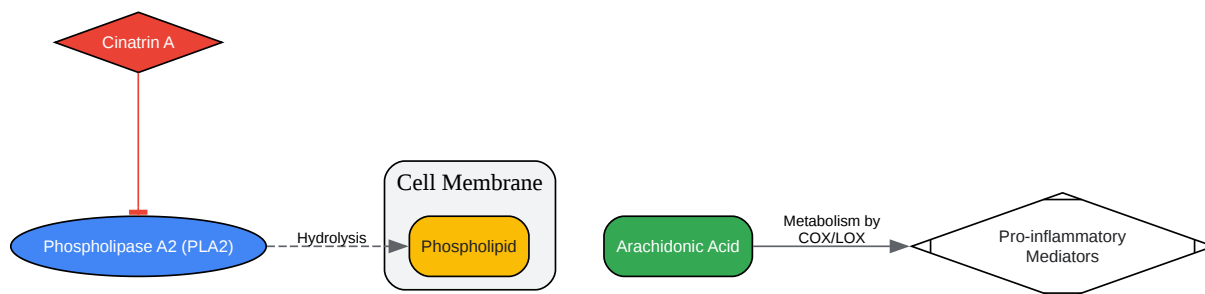 Cinatrin A
Cell Membrane
Phospholipase A2 (PLA2)
Hydrolysis
Phospholipid
Arachidonic Acid
Metabolism by
COX/LOX
Pro-inflammatory
Mediators